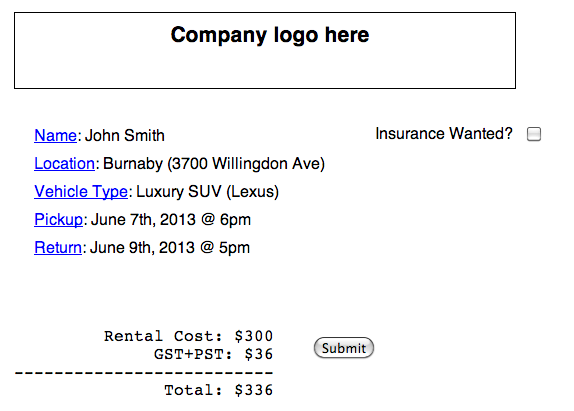 Company logo here
Name: John Smith
Insurance Wanted?
Location: Burnaby (3700 Willingdon Ave)
Vehicle Type: Luxury SUV (Lexus)
Pickup: June 7th, 2013 @ 6pm
Return: June 9th, 2013 @ 5pm
Rental Cost: $300
GST+PST: $36
Submit
--------------------------
Total: $336